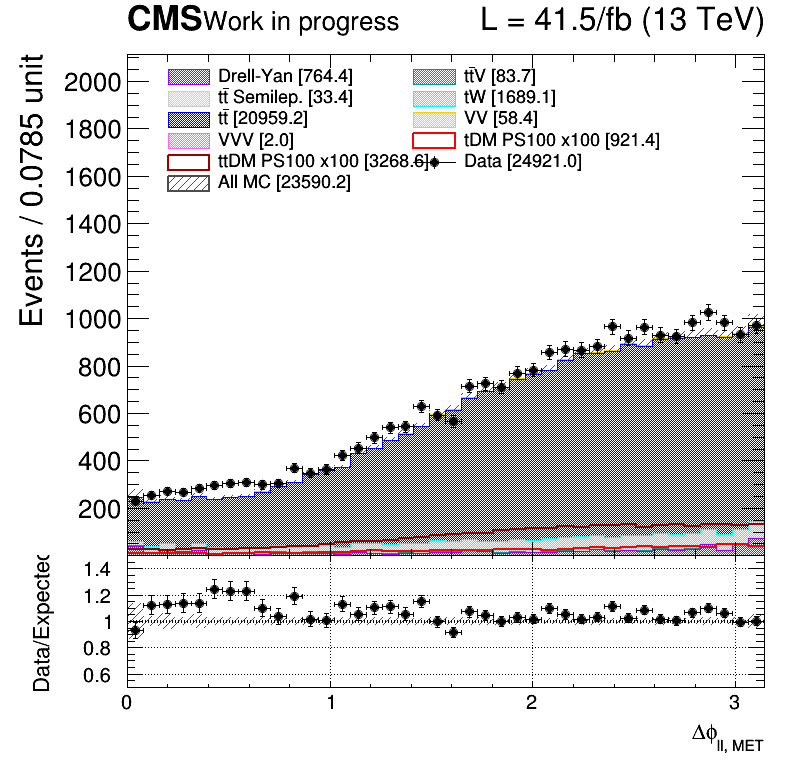 CMS Work in progress L = 41.5/fb (13 TeV)
Events / 0.0785 unit
2000
1800
1600
1400
1200
1000
800
600
400
200
Drell-Yan [764.4]
tt̄V [83.7]
tt̄ Semilep. [33.4]
tW [1689.1]
tt̄ [20959.2]
VV [58.4]
VVV [2.0]
tDM PS100 x100 [921.4]
ttDM PS100 x100 [3268.6]
Data [24921.0]
All MC [23590.2]
Data/Expected
1.4
1.2
1
0.8
0.6
0 1 2 3
Δϕll, MET